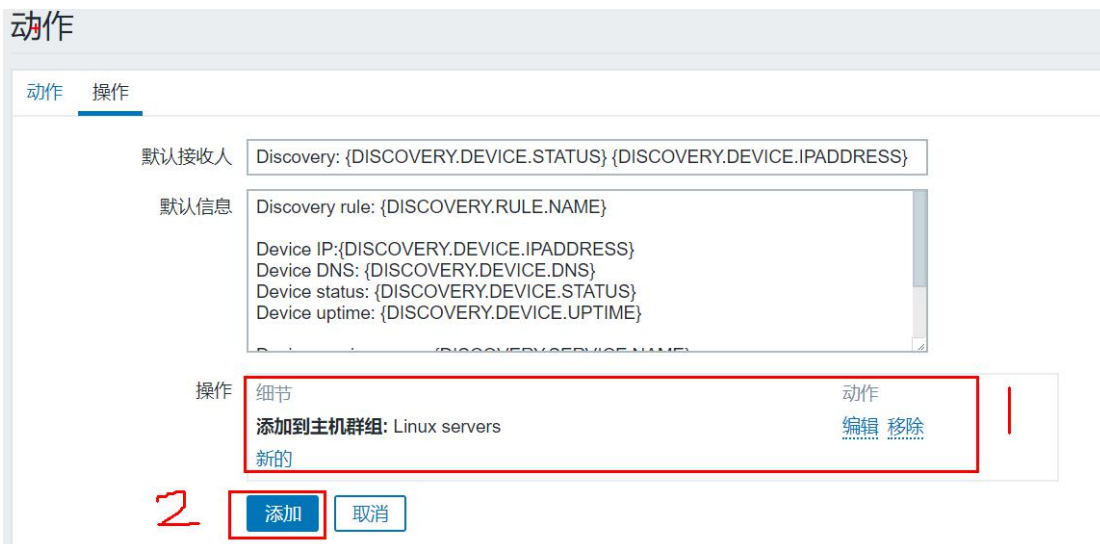 动作
动作 操作
默认接收人 Discovery: {DISCOVERY.DEVICE.STATUS} {DISCOVERY.DEVICE.IPADDRESS}
默认信息 Discovery rule: {DISCOVERY.RULE.NAME}
Device IP:{DISCOVERY.DEVICE.IPADDRESS}
Device DNS: {DISCOVERY.DEVICE.DNS}
Device status: {DISCOVERY.DEVICE.STATUS}
Device uptime: {DISCOVERY.DEVICE.UPTIME}
操作 细节 动作
添加到主机群组: Linux servers 编辑 移除 1
新的
2 添加 取消